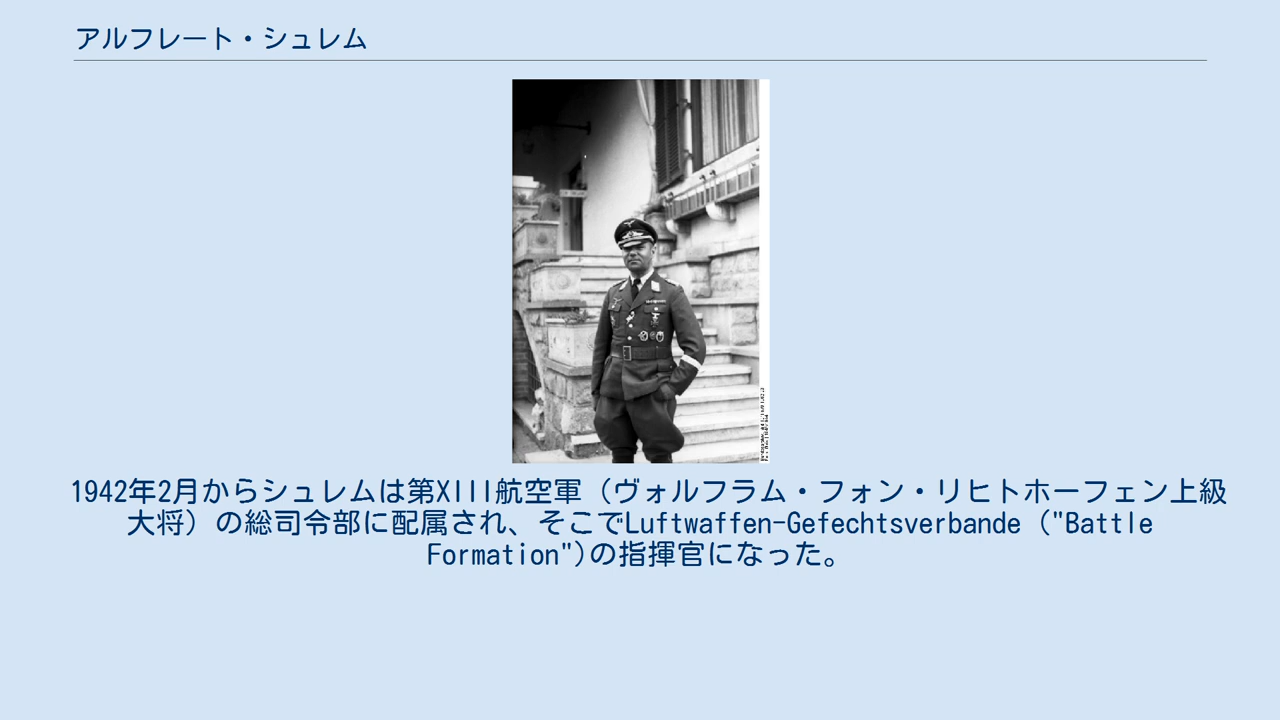 アルフレート・シュレム
1942年2月からシュレムは第XIII航空軍（ヴォルフラム・フォン・リヒトホーフェン上級
大将）の総司令部に配属され、そこでLuftwaffen-Gefechtsverbande（"Battle
Formation")の指揮官になった。